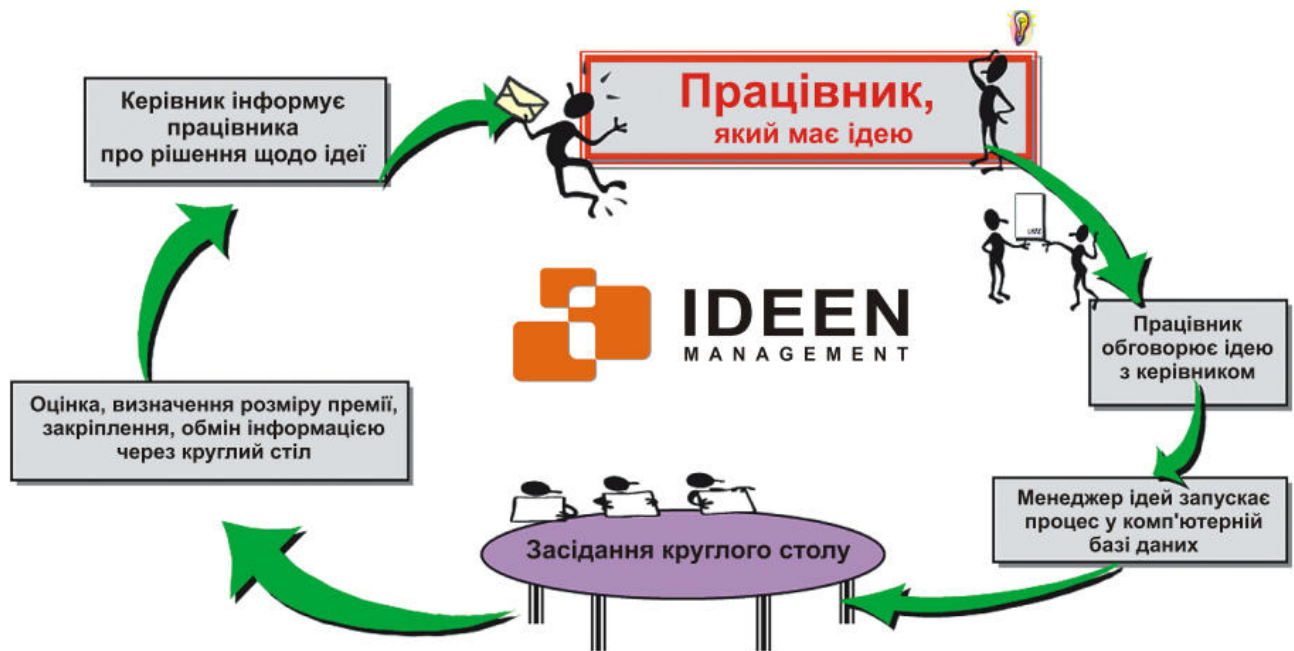 Працівник,
який має ідею
Працівник
обговорює ідею
з керівником
Менеджер ідей запускає
процес у комп'ютерній
базі даних
Засідання круглого столу
Оцінка, визначення розміру премії,
закріплення, обмін інформацією
через круглий стіл
Керівник інформує
працівника
про рішення щодо ідеї
IDEEN
MANAGEMENT